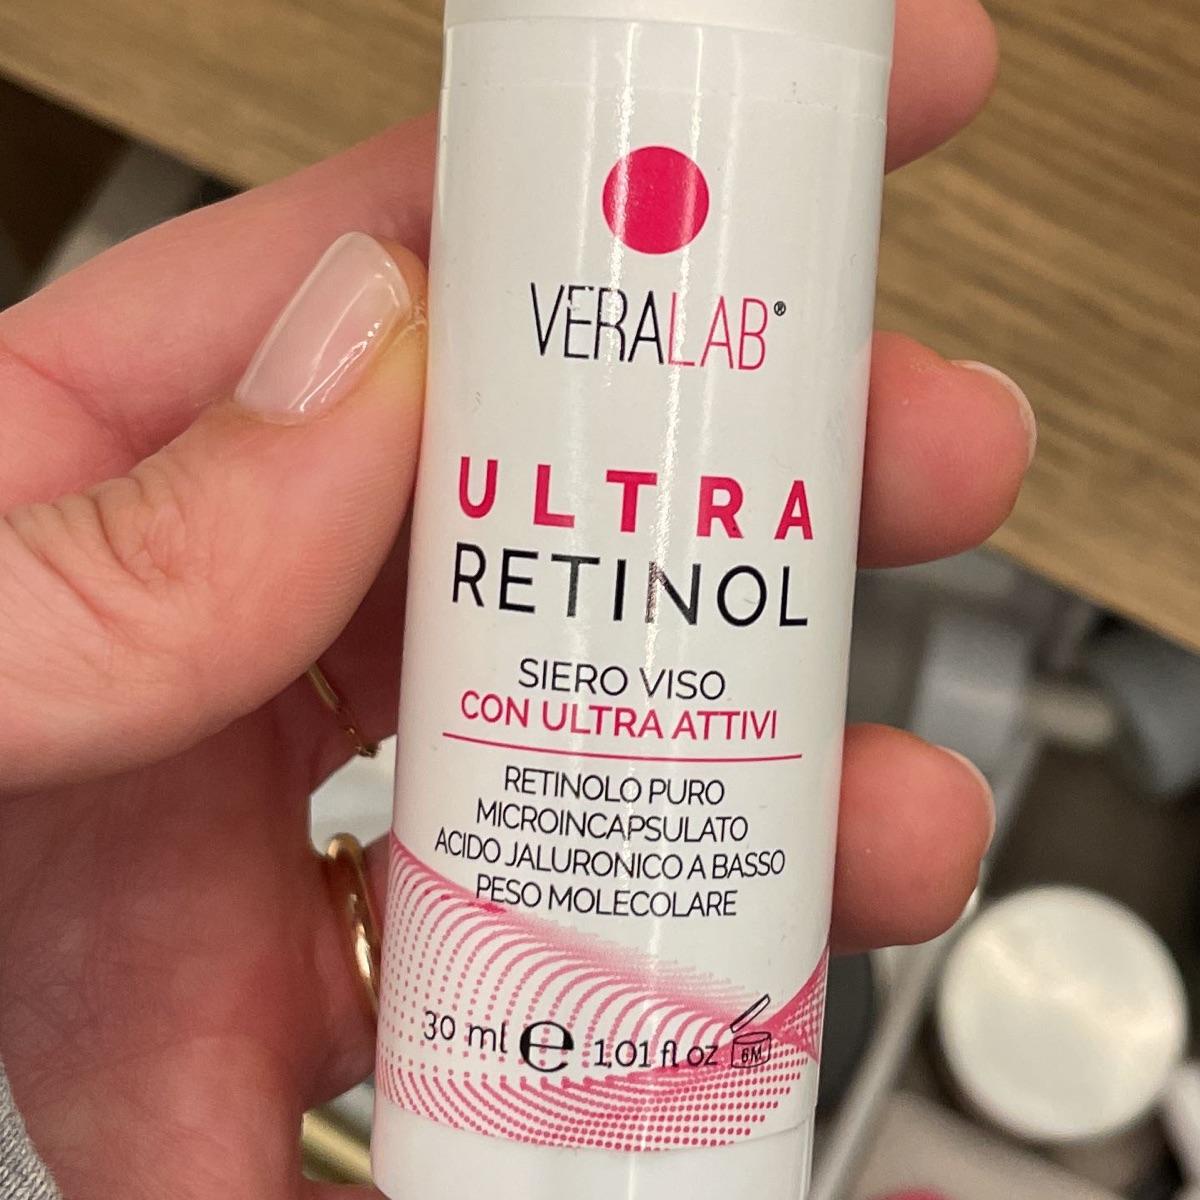 VERALAB®
ULTRA
RETINOL
SIERO VISO
CON ULTRA ATTIVI
RETINOLO PURO
MICROINCAPSULATO
ACIDO JALURONICO A BASSO
PESO MOLECOLARE
30 ml e 1,01 fl oz 6M